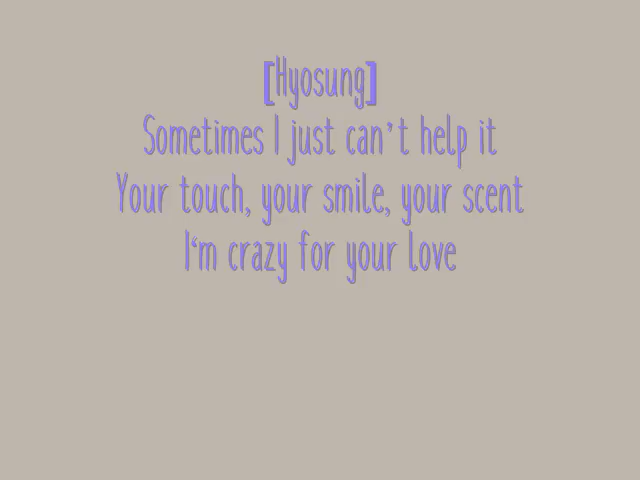 [Hyosung]
Sometimes I just can't help it
Your touch, your smile, your scent
I'm crazy for your love